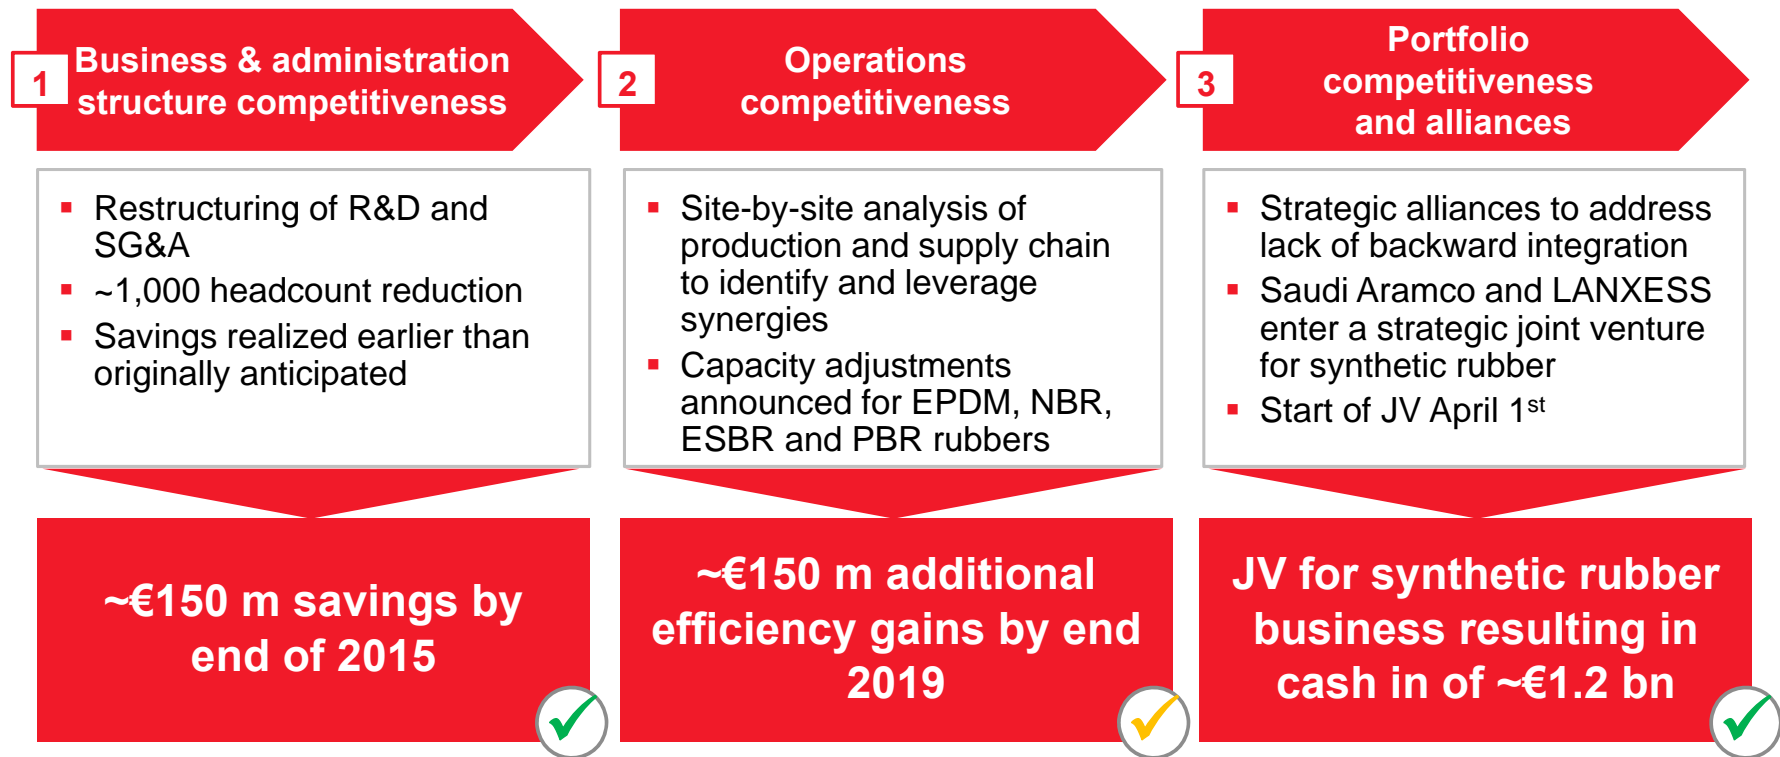 1
Business & administration
structure competitiveness
▪ Restructuring of R&D and
SG&A
▪ ~1,000 headcount reduction
▪ Savings realized earlier than
originally anticipated
~€150 m savings by
end of 2015
2
Operations
competitiveness
▪ Site-by-site analysis of
production and supply chain
to identify and leverage
synergies
▪ Capacity adjustments
announced for EPDM, NBR,
ESBR and PBR rubbers
~€150 m additional
efficiency gains by end
2019
3
Portfolio
competitiveness
and alliances
▪ Strategic alliances to address
lack of backward integration
▪ Saudi Aramco and LANXESS
enter a strategic joint venture
for synthetic rubber
▪ Start of JV April 1st
JV for synthetic rubber
business resulting in
cash in of ~€1.2 bn